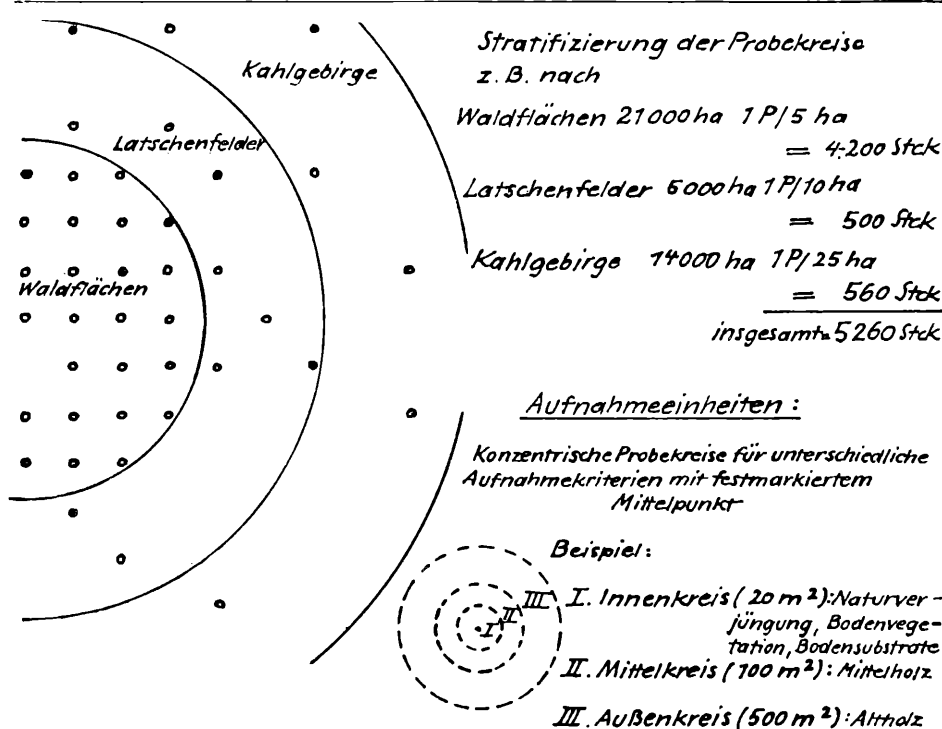 Kahlgebirge
Latschenfelder
Waldflächen
Stratifizierung der Probekreise
z. B. nach
Waldflächen 21000 ha 1 P/5 ha
= 4200 Stck
Latschenfelder 5000 ha 1 P/10 ha
= 500 Stck
Kahlgebirge 14000 ha 1 P/25 ha
= 560 Stck
insgesamt = 5260 Stck
Aufnahmeeinheiten :
Konzentrische Probekreise für unterschiedliche
Aufnahmekriterien mit festmarkiertem
Mittelpunkt
Beispiel :
III
II
I
I. Innenkreis ( 20 m²): Naturver-
jüngung, Bodenvege-
tation, Bodensubstrate
II. Mittelkreis ( 100 m²) : Mittelholz
III. Außenkreis (500 m²) : Altholz